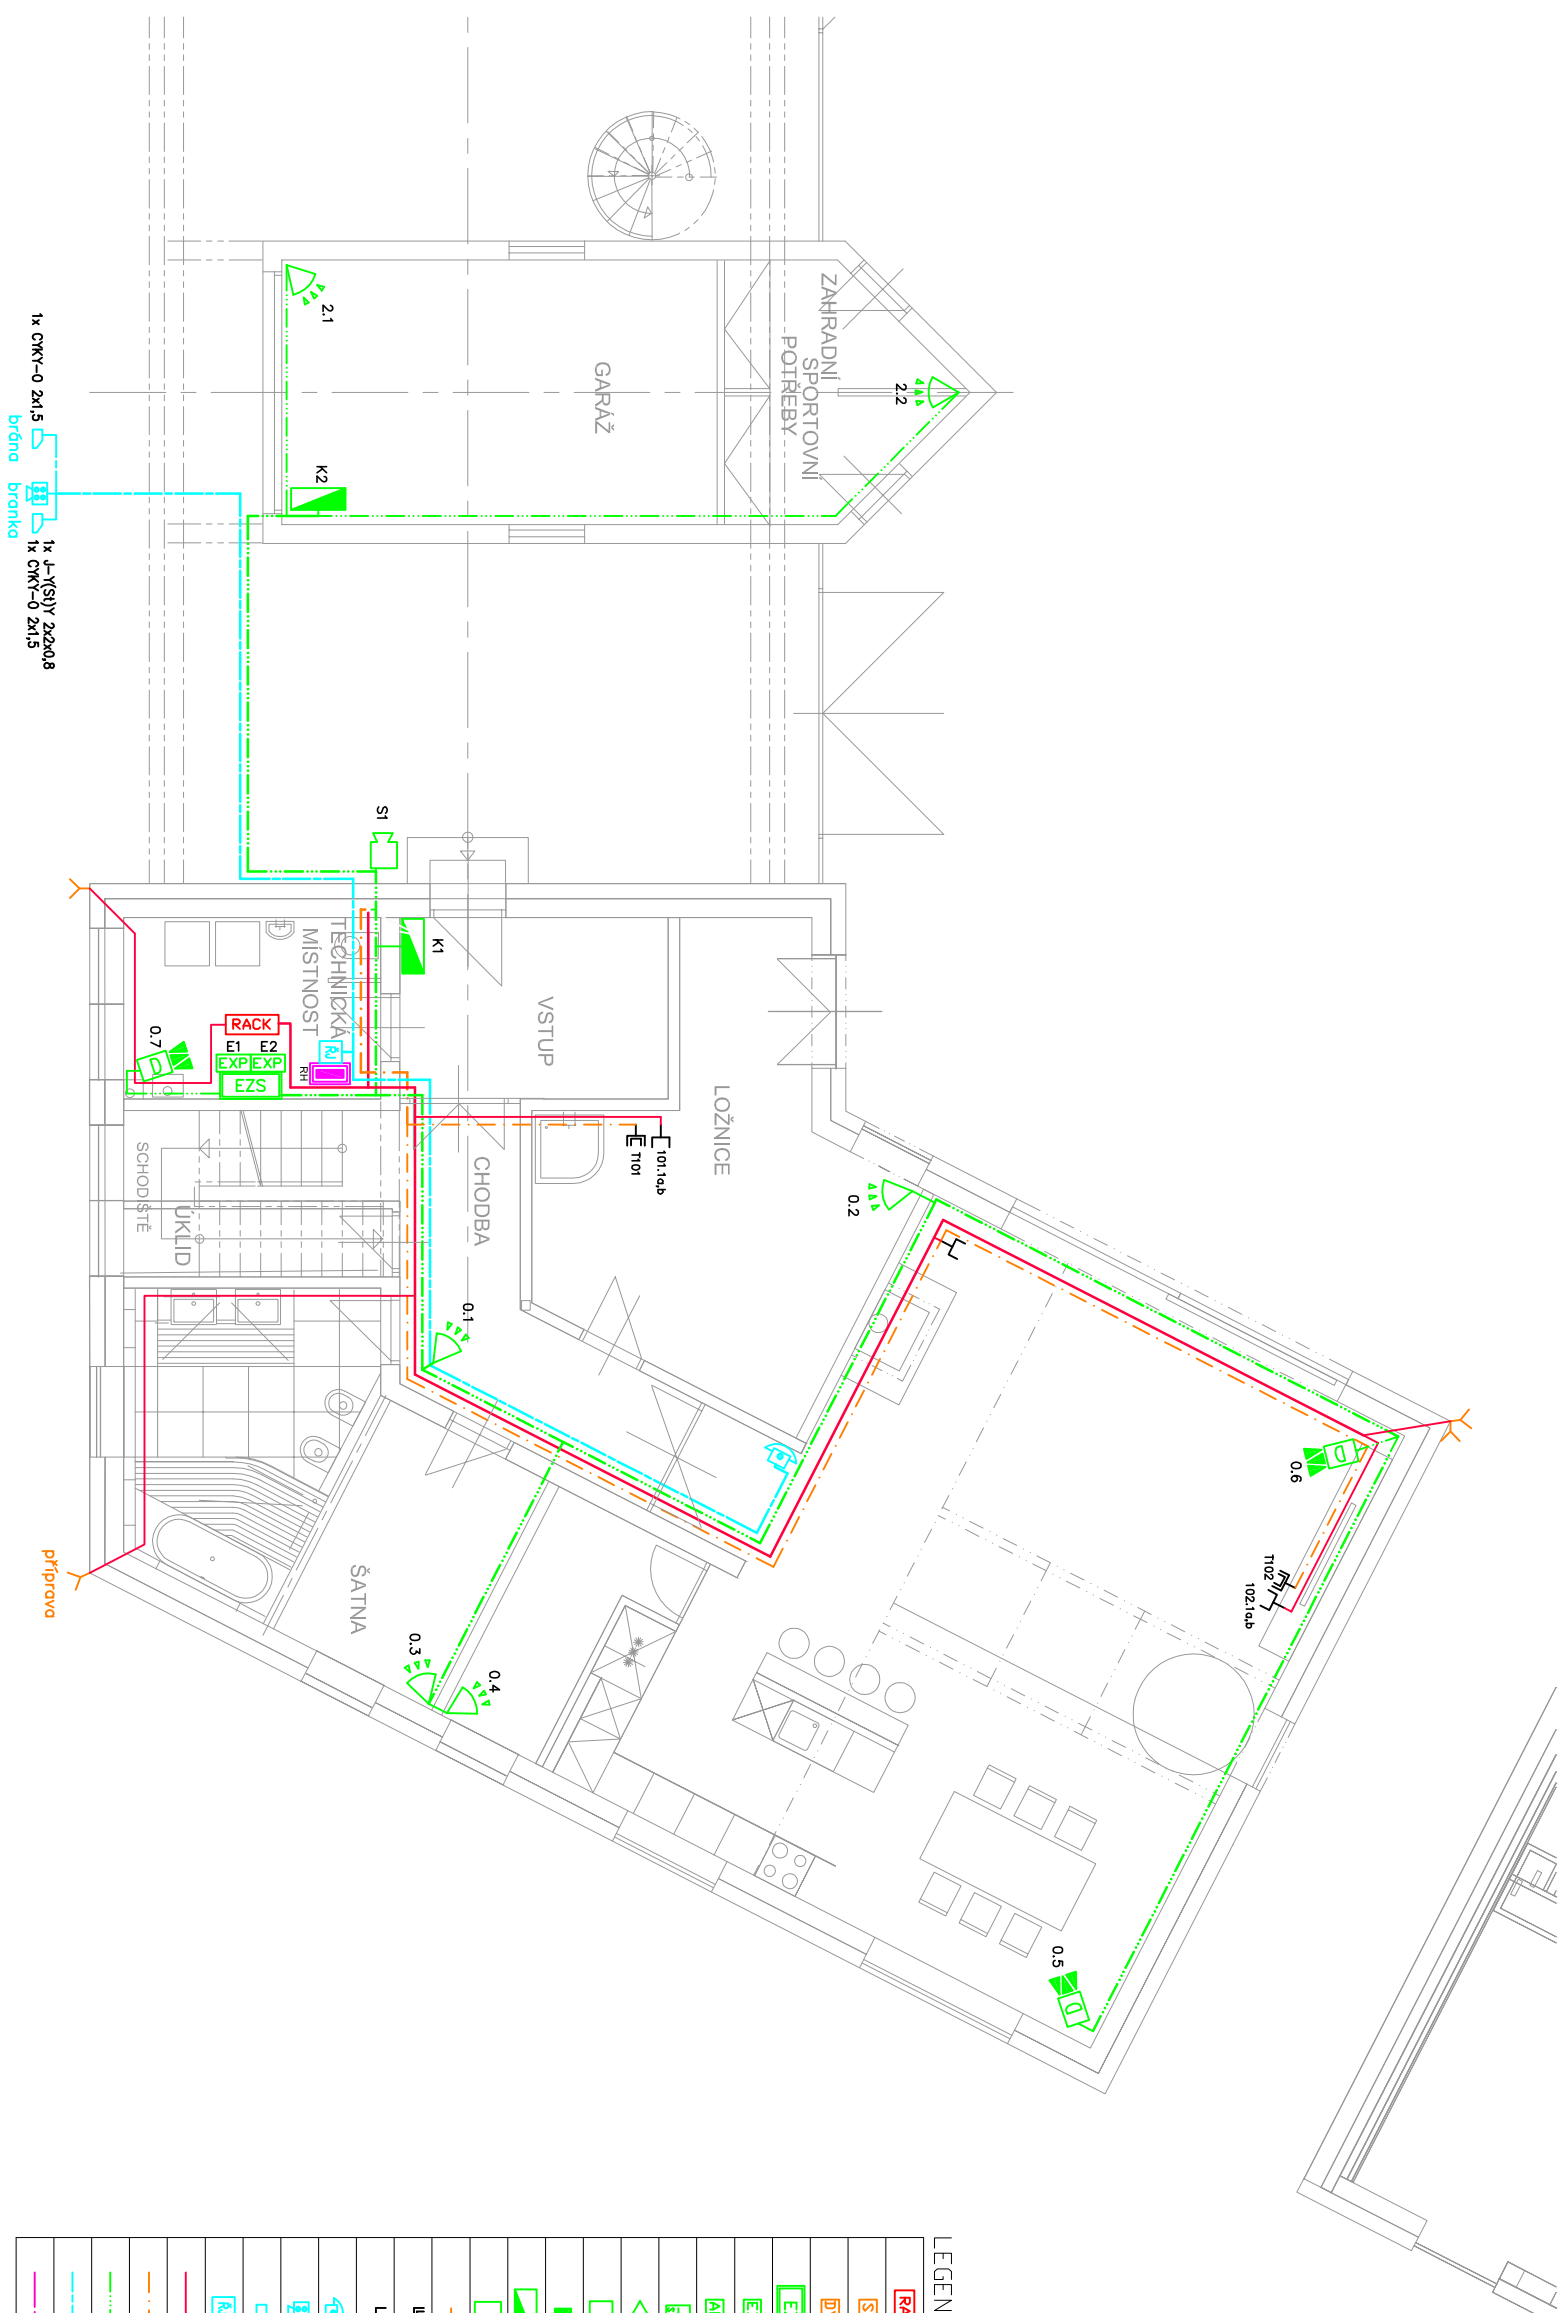 ZAHRADNÍ
SPORTOVNÍ
POTŘEBY
2.2
2.1
GARÁŽ
K2
1x CYKY-O 2x1,5
brána
branka
1x J-Y(St)Y 2x2x0,8
1x CYKY-O 2x1,5
S1
K1
TECHNICKÁ
MÍSTNOST
VSTUP
LOŽNICE
RACK
E1
E2
EXP
EXP
EZS
ŘJ
RH
0.7
D
T101
101.1a,b
CHODBA
SCHODIŠTĚ
ÚKLID
0.2
0.1
0.6
D
T102
102.1a,b
příprava
ŠATNA
0.3
0.4
0.5
D
LEGEN